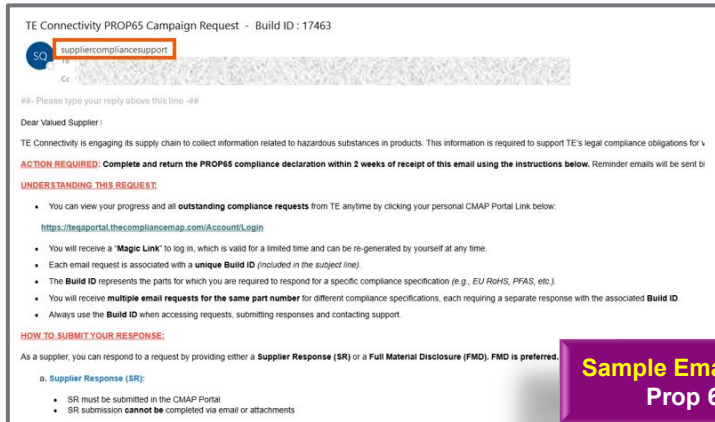 TE Connectivity PROP65 Campaign Request - Build ID : 17463
SQ
suppliercompliancesupport
To
Cc
##- Please type your reply above this line -##
Dear Valued Supplier
TE Connectivity is engaging its supply chain to collect information related to hazardous substances in products. This information is required to support TE's legal compliance obligations for
ACTION REQUIRED: Complete and return the PROP65 compliance declaration within 2 weeks of receipt of this email using the instructions below. Reminder emails will be sent
UNDERSTANDING THIS REQUEST:
• You can view your progress and all outstanding compliance requests from TE anytime by clicking your personal CMAP Portal Link below:
https://teqaportal.thecompliancemap.com/Account/Login
• You will receive a "Magic Link" to log in, which is valid for a limited time and can be re-generated by yourself at any time.
• Each email request is associated with a unique Build ID (included in the subject line).
• The Build ID represents the parts for which you are required to respond for a specific compliance specification (e.g., EU RoHS, PFAS, etc.).
• You will receive multiple email requests for the same part number for different compliance specifications, each requiring a separate response with the associated Build ID.
• Always use the Build ID when accessing requests, submitting responses and contacting support.
HOW TO SUBMIT YOUR RESPONSE:
As a supplier, you can respond to a request by providing either a Supplier Response (SR) or a Full Material Disclosure (FMD). FMD is preferred.
a. Supplier Response (SR):
• SR must be submitted in the CMAP Portal
• SR submission cannot be completed via email or attachments
Sample Ema
Prop 6